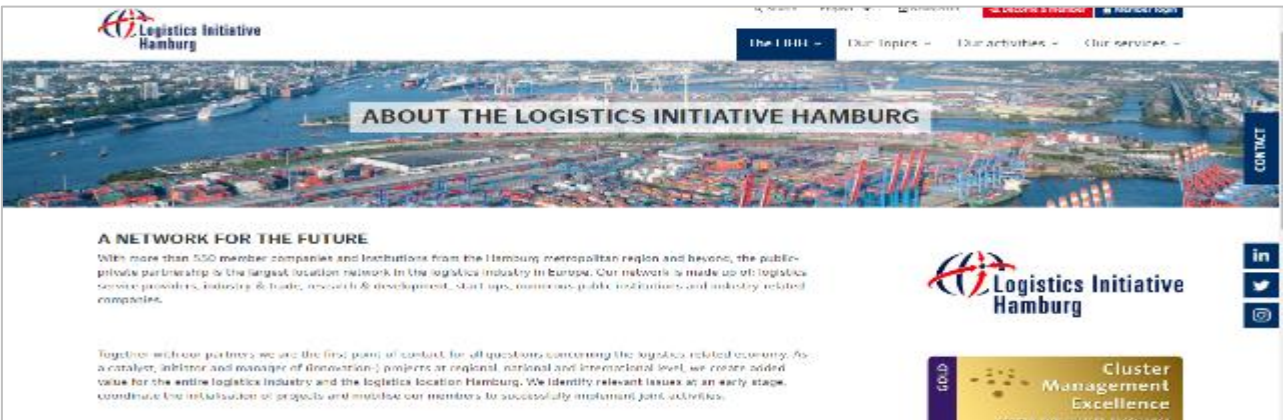 Logistics Initiative
Hamburg
Become a Member
Member login
The LIHH
Our Topics
Our activities
Our services
ABOUT THE LOGISTICS INITIATIVE HAMBURG
CONTACT
A NETWORK FOR THE FUTURE
With more than 550 member companies and institutions from the Hamburg metropolitan region and beyond, the public-
private partnership is the largest location network in the logistics industry in Europe. Our network is made up of: logistics
service providers, industry & trade, research & development, start-ups, numerous public institutions and industry-related
companies.
Together with our partners we are the first point of contact for all questions concerning the logistics-related economy. As
a catalyst, initiator and manager of (innovation-) projects at regional, national and international level, we create added
value for the entire logistics industry and the logistics location Hamburg. We identify relevant issues at an early stage,
coordinate the initialisation of projects and mobilise our members to successfully implement joint activities.
Logistics Initiative
Hamburg
in
GOLD
Cluster
Management
Excellence